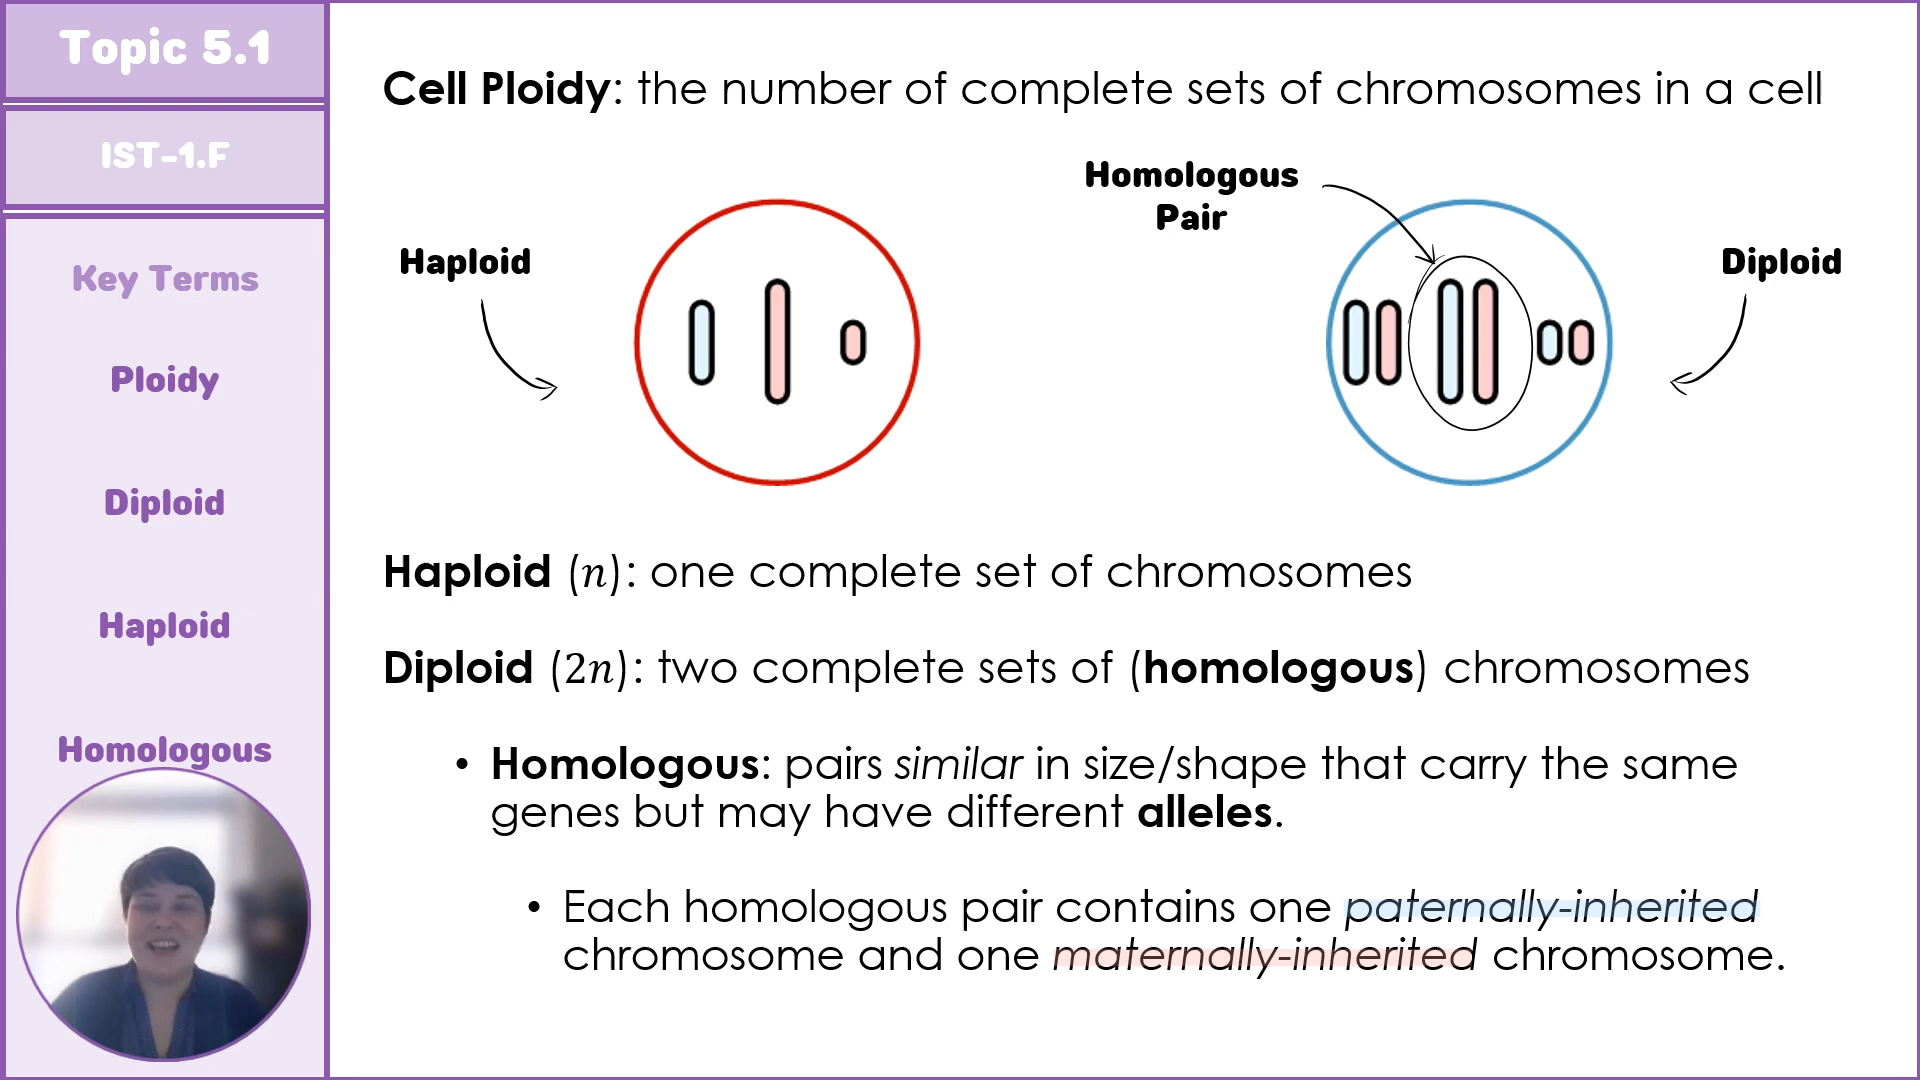 Topic 5.1
IST-1.F
Key Terms
Ploidy
Diploid
Haploid
Homologous
Cell Ploidy: the number of complete sets of chromosomes in a cell
Homologous
Pair
Haploid
Diploid
Haploid (n): one complete set of chromosomes
Diploid (2n): two complete sets of (homologous) chromosomes
• Homologous: pairs similar in size/shape that carry the same
genes but may have different alleles.
• Each homologous pair contains one paternally-inherited
chromosome and one maternally-inherited chromosome.